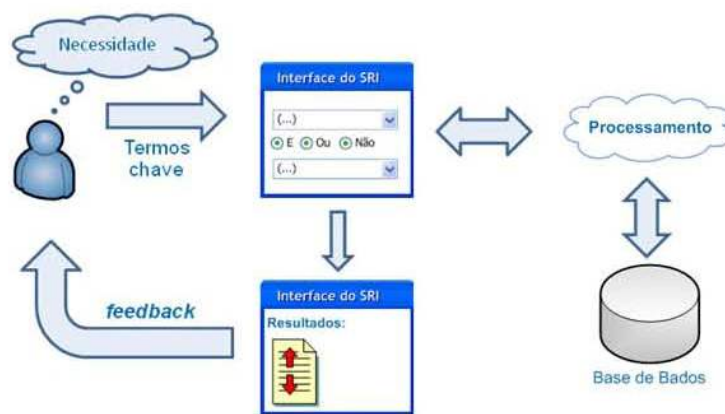 Necessidade
Termos
chave
Interface do SRI
(...)
E Ou Não
(...)
Processamento
Base de Bados
Interface do SRI
Resultados:
feedback